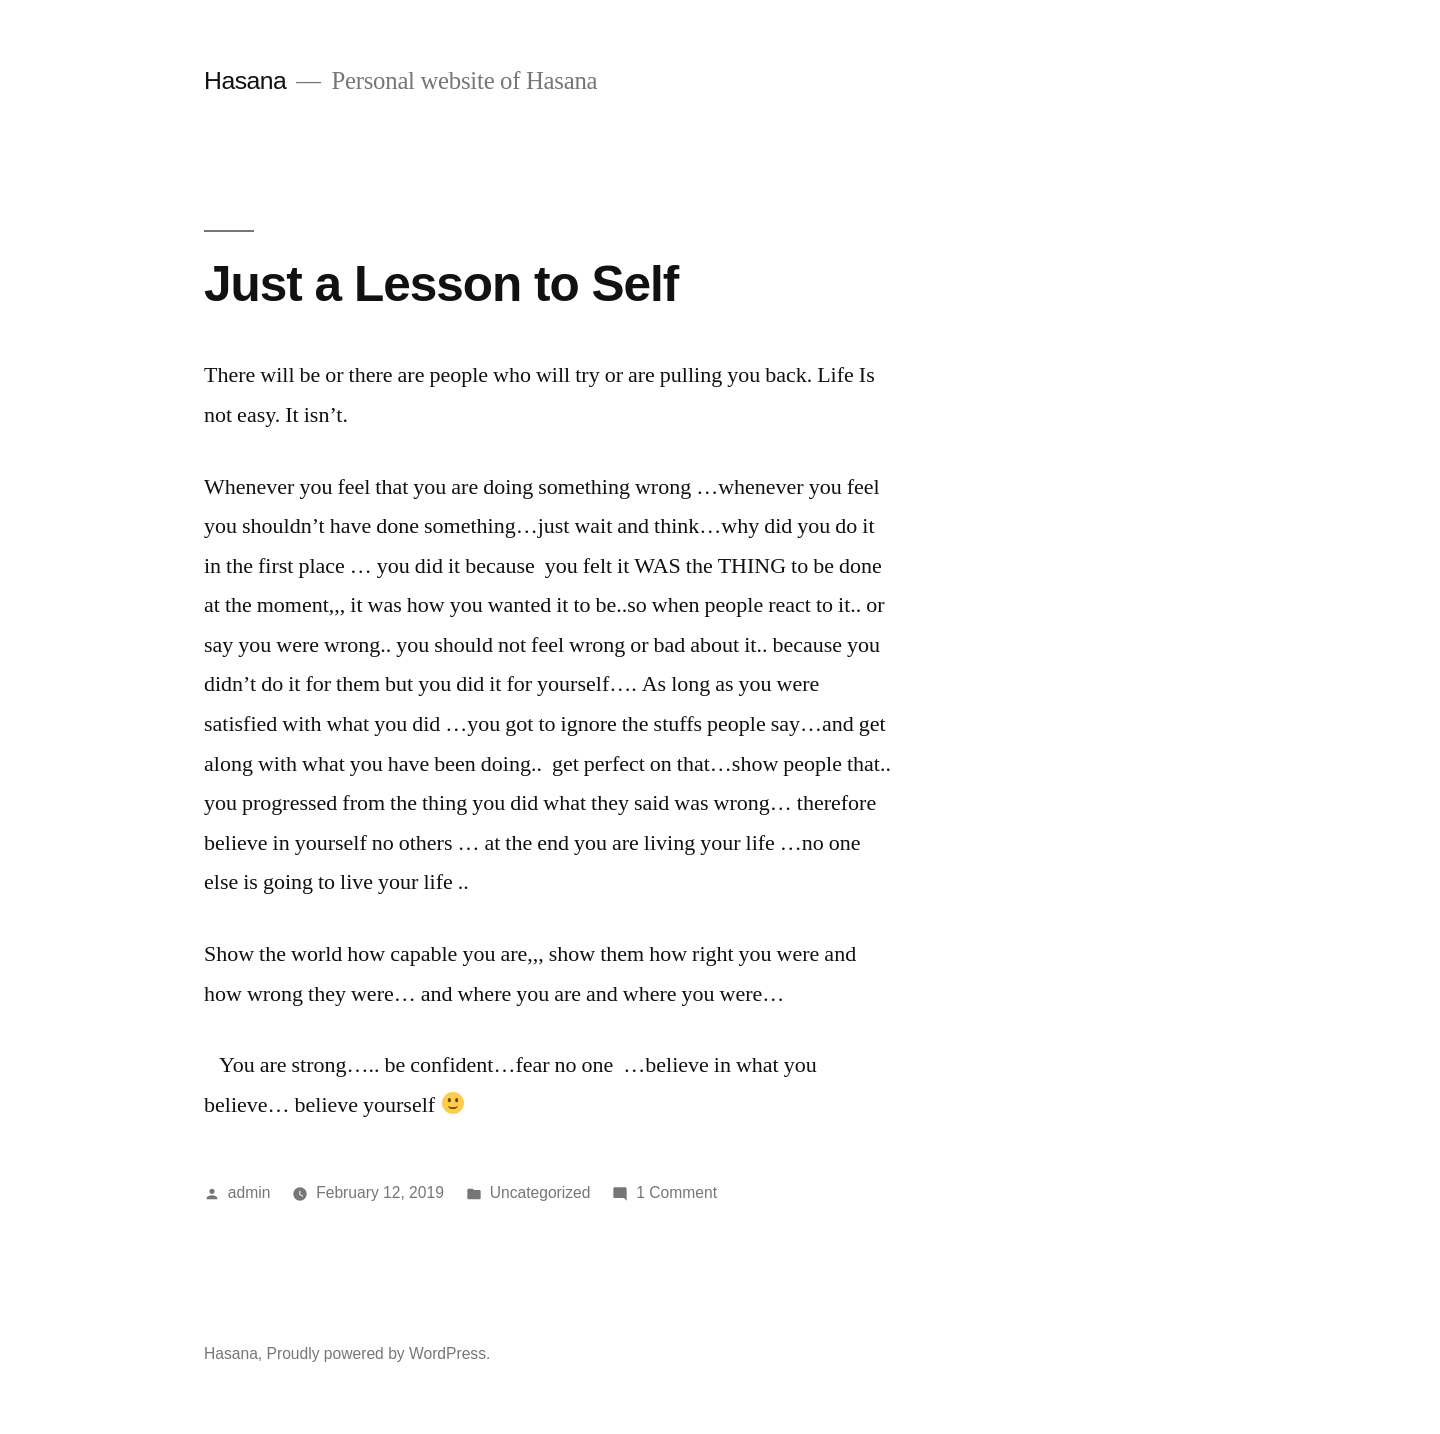 Hasana — Personal website of Hasana
Just a Lesson to Self
There will be or there are people who will try or are pulling you back. Life Is
not easy. It isn’t.
Whenever you feel that you are doing something wrong …whenever you feel
you shouldn’t have done something…just wait and think…why did you do it
in the first place … you did it because  you felt it WAS the THING to be done
at the moment,,, it was how you wanted it to be..so when people react to it.. or
say you were wrong.. you should not feel wrong or bad about it.. because you
didn’t do it for them but you did it for yourself…. As long as you were
satisfied with what you did …you got to ignore the stuffs people say…and get
along with what you have been doing..  get perfect on that…show people that..
you progressed from the thing you did what they said was wrong… therefore
believe in yourself no others … at the end you are living your life …no one
else is going to live your life ..
Show the world how capable you are,,, show them how right you were and
how wrong they were… and where you are and where you were…
You are strong….. be confident…fear no one  …believe in what you
believe… believe yourself 🙂
admin February 12, 2019 Uncategorized 1 Comment
Hasana, Proudly powered by WordPress.